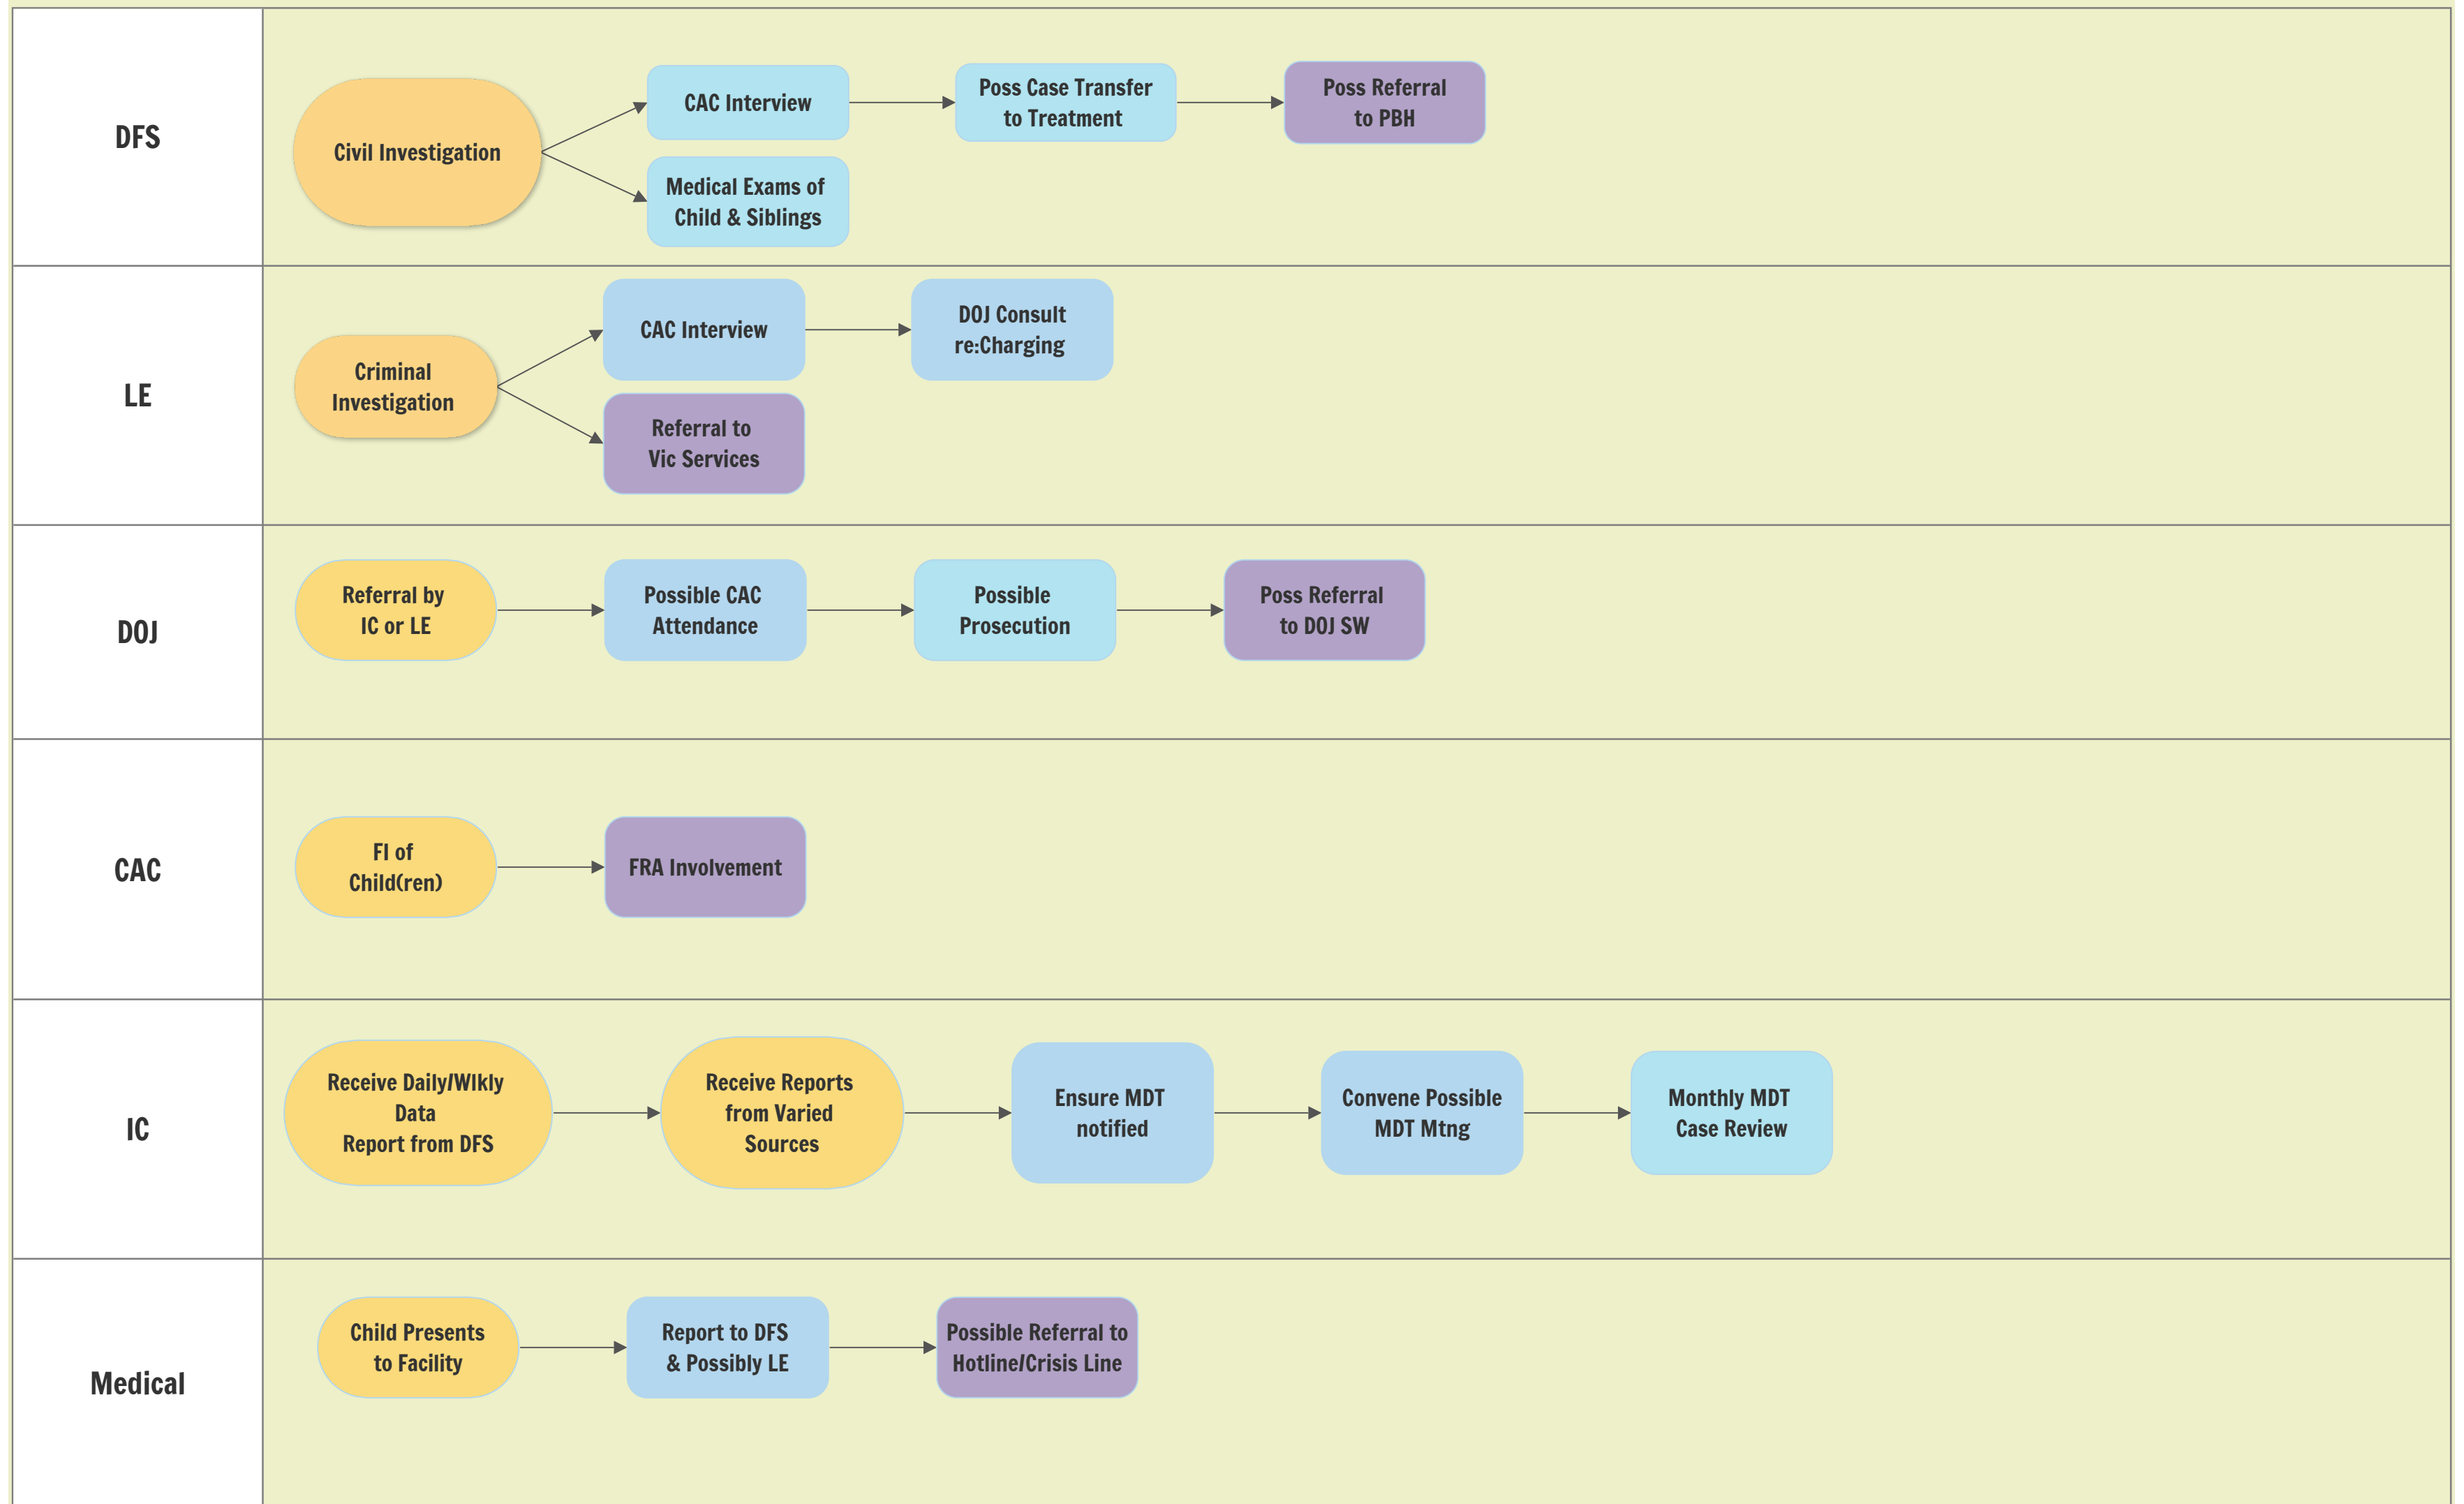 DFS
Civil Investigation
CAC Interview
Poss Case Transfer
to Treatment
Poss Referral
to PBH
Medical Exams of
Child & Siblings
LE
Criminal
Investigation
CAC Interview
DOJ Consult
re:Charging
Referral to
Vic Services
DOJ
Referral by
IC or LE
Possible CAC
Attendance
Possible
Prosecution
Poss Referral
to DOJ SW
CAC
FI of
Child(ren)
FRA Involvement
IC
Receive Daily/Wlkly
Data
Report from DFS
Receive Reports
from Varied
Sources
Ensure MDT
notified
Convene Possible
MDT Mtng
Monthly MDT
Case Review
Medical
Child Presents
to Facility
Report to DFS
& Possibly LE
Possible Referral to
Hotline/Crisis Line